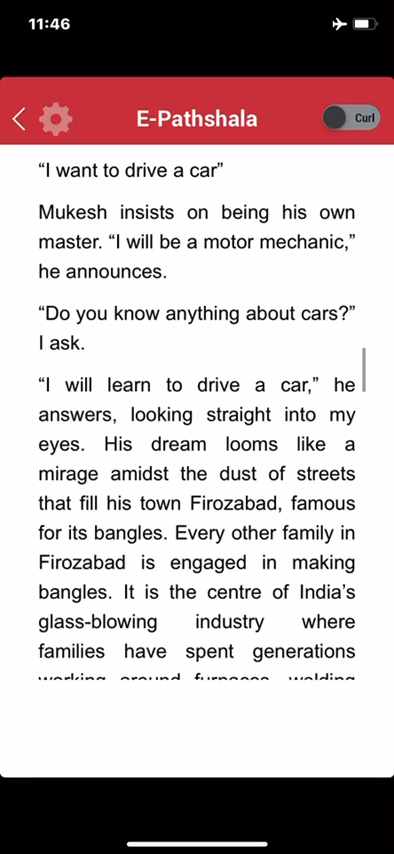 11:46
E-Pathshala
Curl
“I want to drive a car”
Mukesh insists on being his own
master. “I will be a motor mechanic,”
he announces.
“Do you know anything about cars?”
I ask.
“I will learn to drive a car,” he
answers, looking straight into my
eyes. His dream looms like a
mirage amidst the dust of streets
that fill his town Firozabad, famous
for its bangles. Every other family in
Firozabad is engaged in making
bangles. It is the centre of India’s
glass-blowing industry where
families have spent generations
working around furnaces, welding